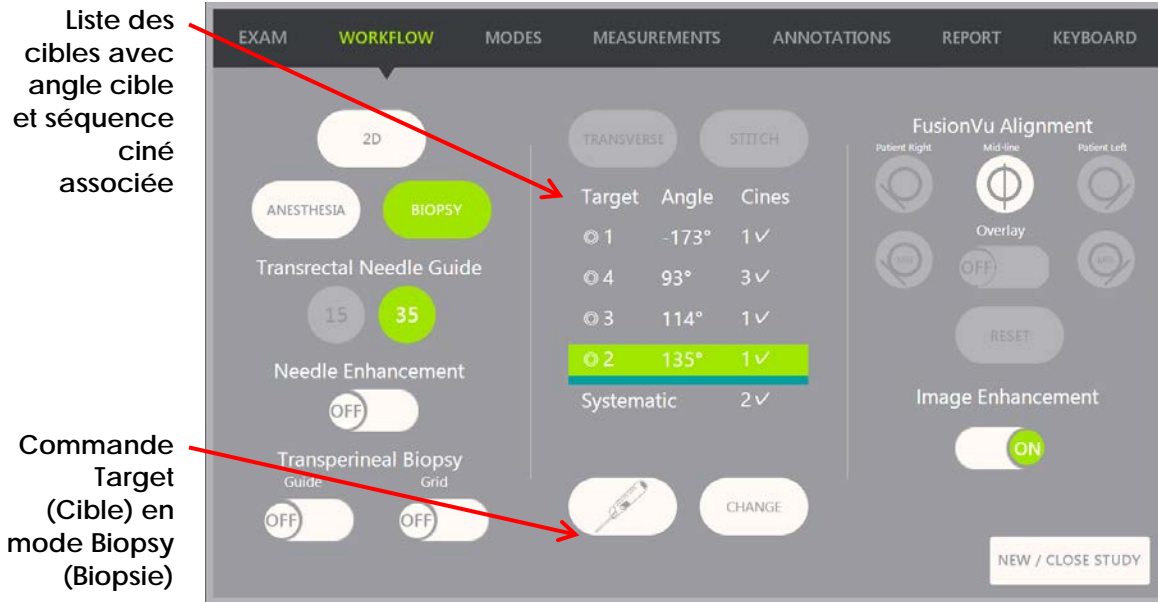 Liste des
cibles avec
angle cible
et séquence
ciné
associée
Commande
Target
(Cible) en
mode Biopsy
(Biopsie)
EXAM WORKFLOW MODES MEASUREMENTS ANNOTATIONS REPORT KEYBOARD
2D
ANESTHESIA BIOPSY
Transrectal Needle Guide
15 35
Needle Enhancement
OFF
Transperineal Biopsy
Guide Grid
OFF OFF
TRANSVERSE STITCH
Target Angle Cines
1 -173° 1✓
4 93° 3✓
3 114° 1✓
2 135° 1✓
Systematic 2✓
CHANGE
FusionVu Alignment
Patient Right Mid-line Patient Left
Overlay
MRI OFF MRI
RESET
Image Enhancement
ON
NEW / CLOSE STUDY